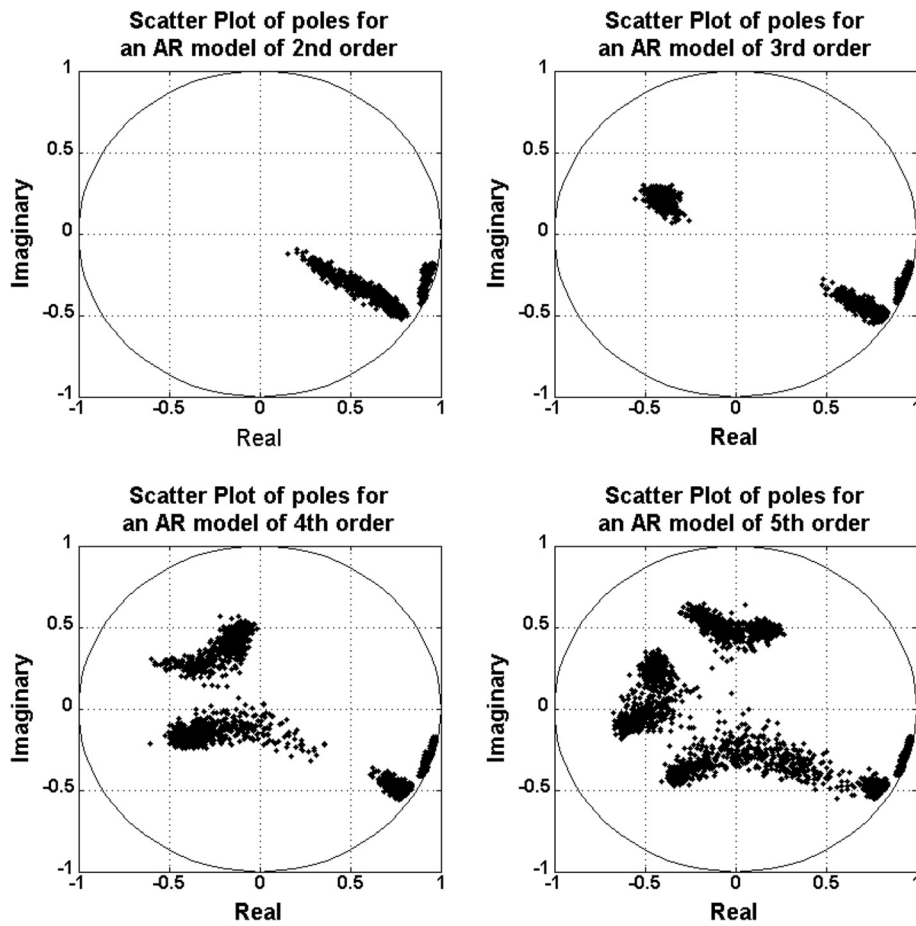 Scatter Plot of poles for
an AR model of 2nd order
1
0.5
0
-0.5
-1
Imaginary
-1
-0.5
0
0.5
1
Real
Scatter Plot of poles for
an AR model of 3rd order
1
0.5
0
-0.5
-1
Imaginary
-1
-0.5
0
0.5
1
Real
Scatter Plot of poles for
an AR model of 4th order
1
0.5
0
-0.5
-1
Imaginary
-1
-0.5
0
0.5
1
Real
Scatter Plot of poles for
an AR model of 5th order
1
0.5
0
-0.5
-1
Imaginary
-1
-0.5
0
0.5
1
Real